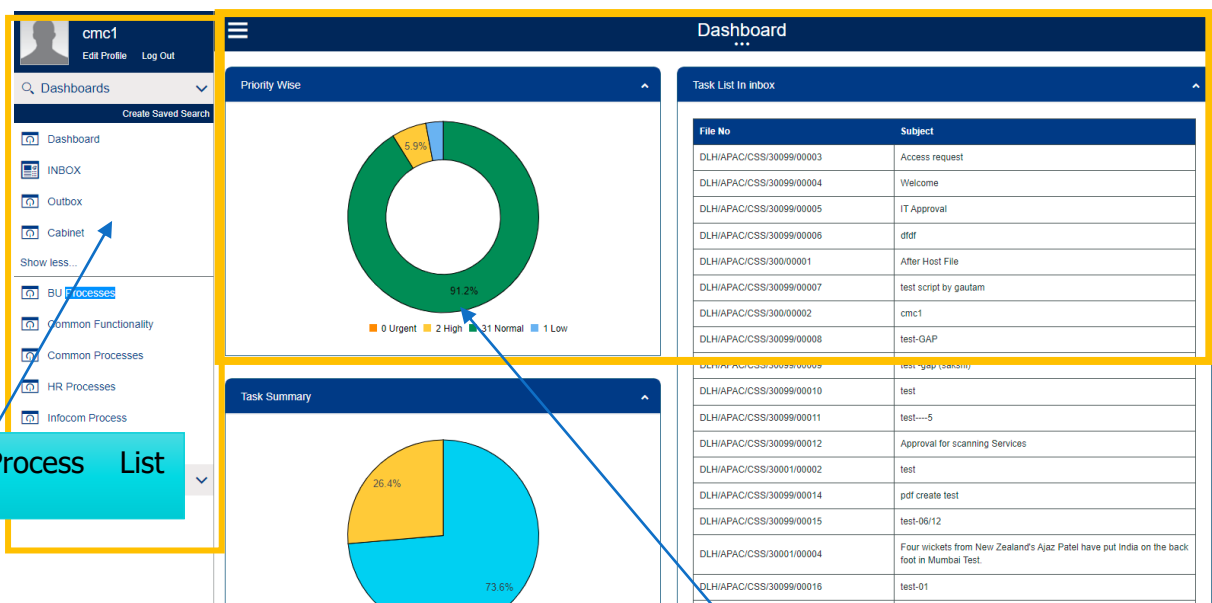 cmc1
Edit Profile Log Out
Dashboards
Create Saved Search
Dashboard
INBOX
Outbox
Cabinet
Show less...
BU Processes
Common Functionality
Common Processes
HR Processes
Infocom Process
Process List
Dashboard
Priority Wise
5.9%
91.2%
0 Urgent 2 High 31 Normal 1 Low
Task Summary
26.4%
73.6%
Task List In inbox
File No Subject
DLH/APAC/CSS/30099/00003 Access request
DLH/APAC/CSS/30099/00004 Welcome
DLH/APAC/CSS/30099/00005 IT Approval
DLH/APAC/CSS/30099/00006 dfdf
DLH/APAC/CSS/300/00001 After Host File
DLH/APAC/CSS/30099/00007 test script by gautam
DLH/APAC/CSS/300/00002 cmc1
DLH/APAC/CSS/30099/00008 test-GAP
DLH/APAC/CSS/30099/00009 test -gap (sakshi)
DLH/APAC/CSS/30099/00010 test
DLH/APAC/CSS/30099/00011 test----5
DLH/APAC/CSS/30099/00012 Approval for scanning Services
DLH/APAC/CSS/30001/00002 test
DLH/APAC/CSS/30099/00014 pdf create test
DLH/APAC/CSS/30099/00015 test-06/12
DLH/APAC/CSS/30001/00004 Four wickets from New Zealand's Ajaz Patel have put India on the back
foot in Mumbai Test.
DLH/APAC/CSS/30099/00016 test-01